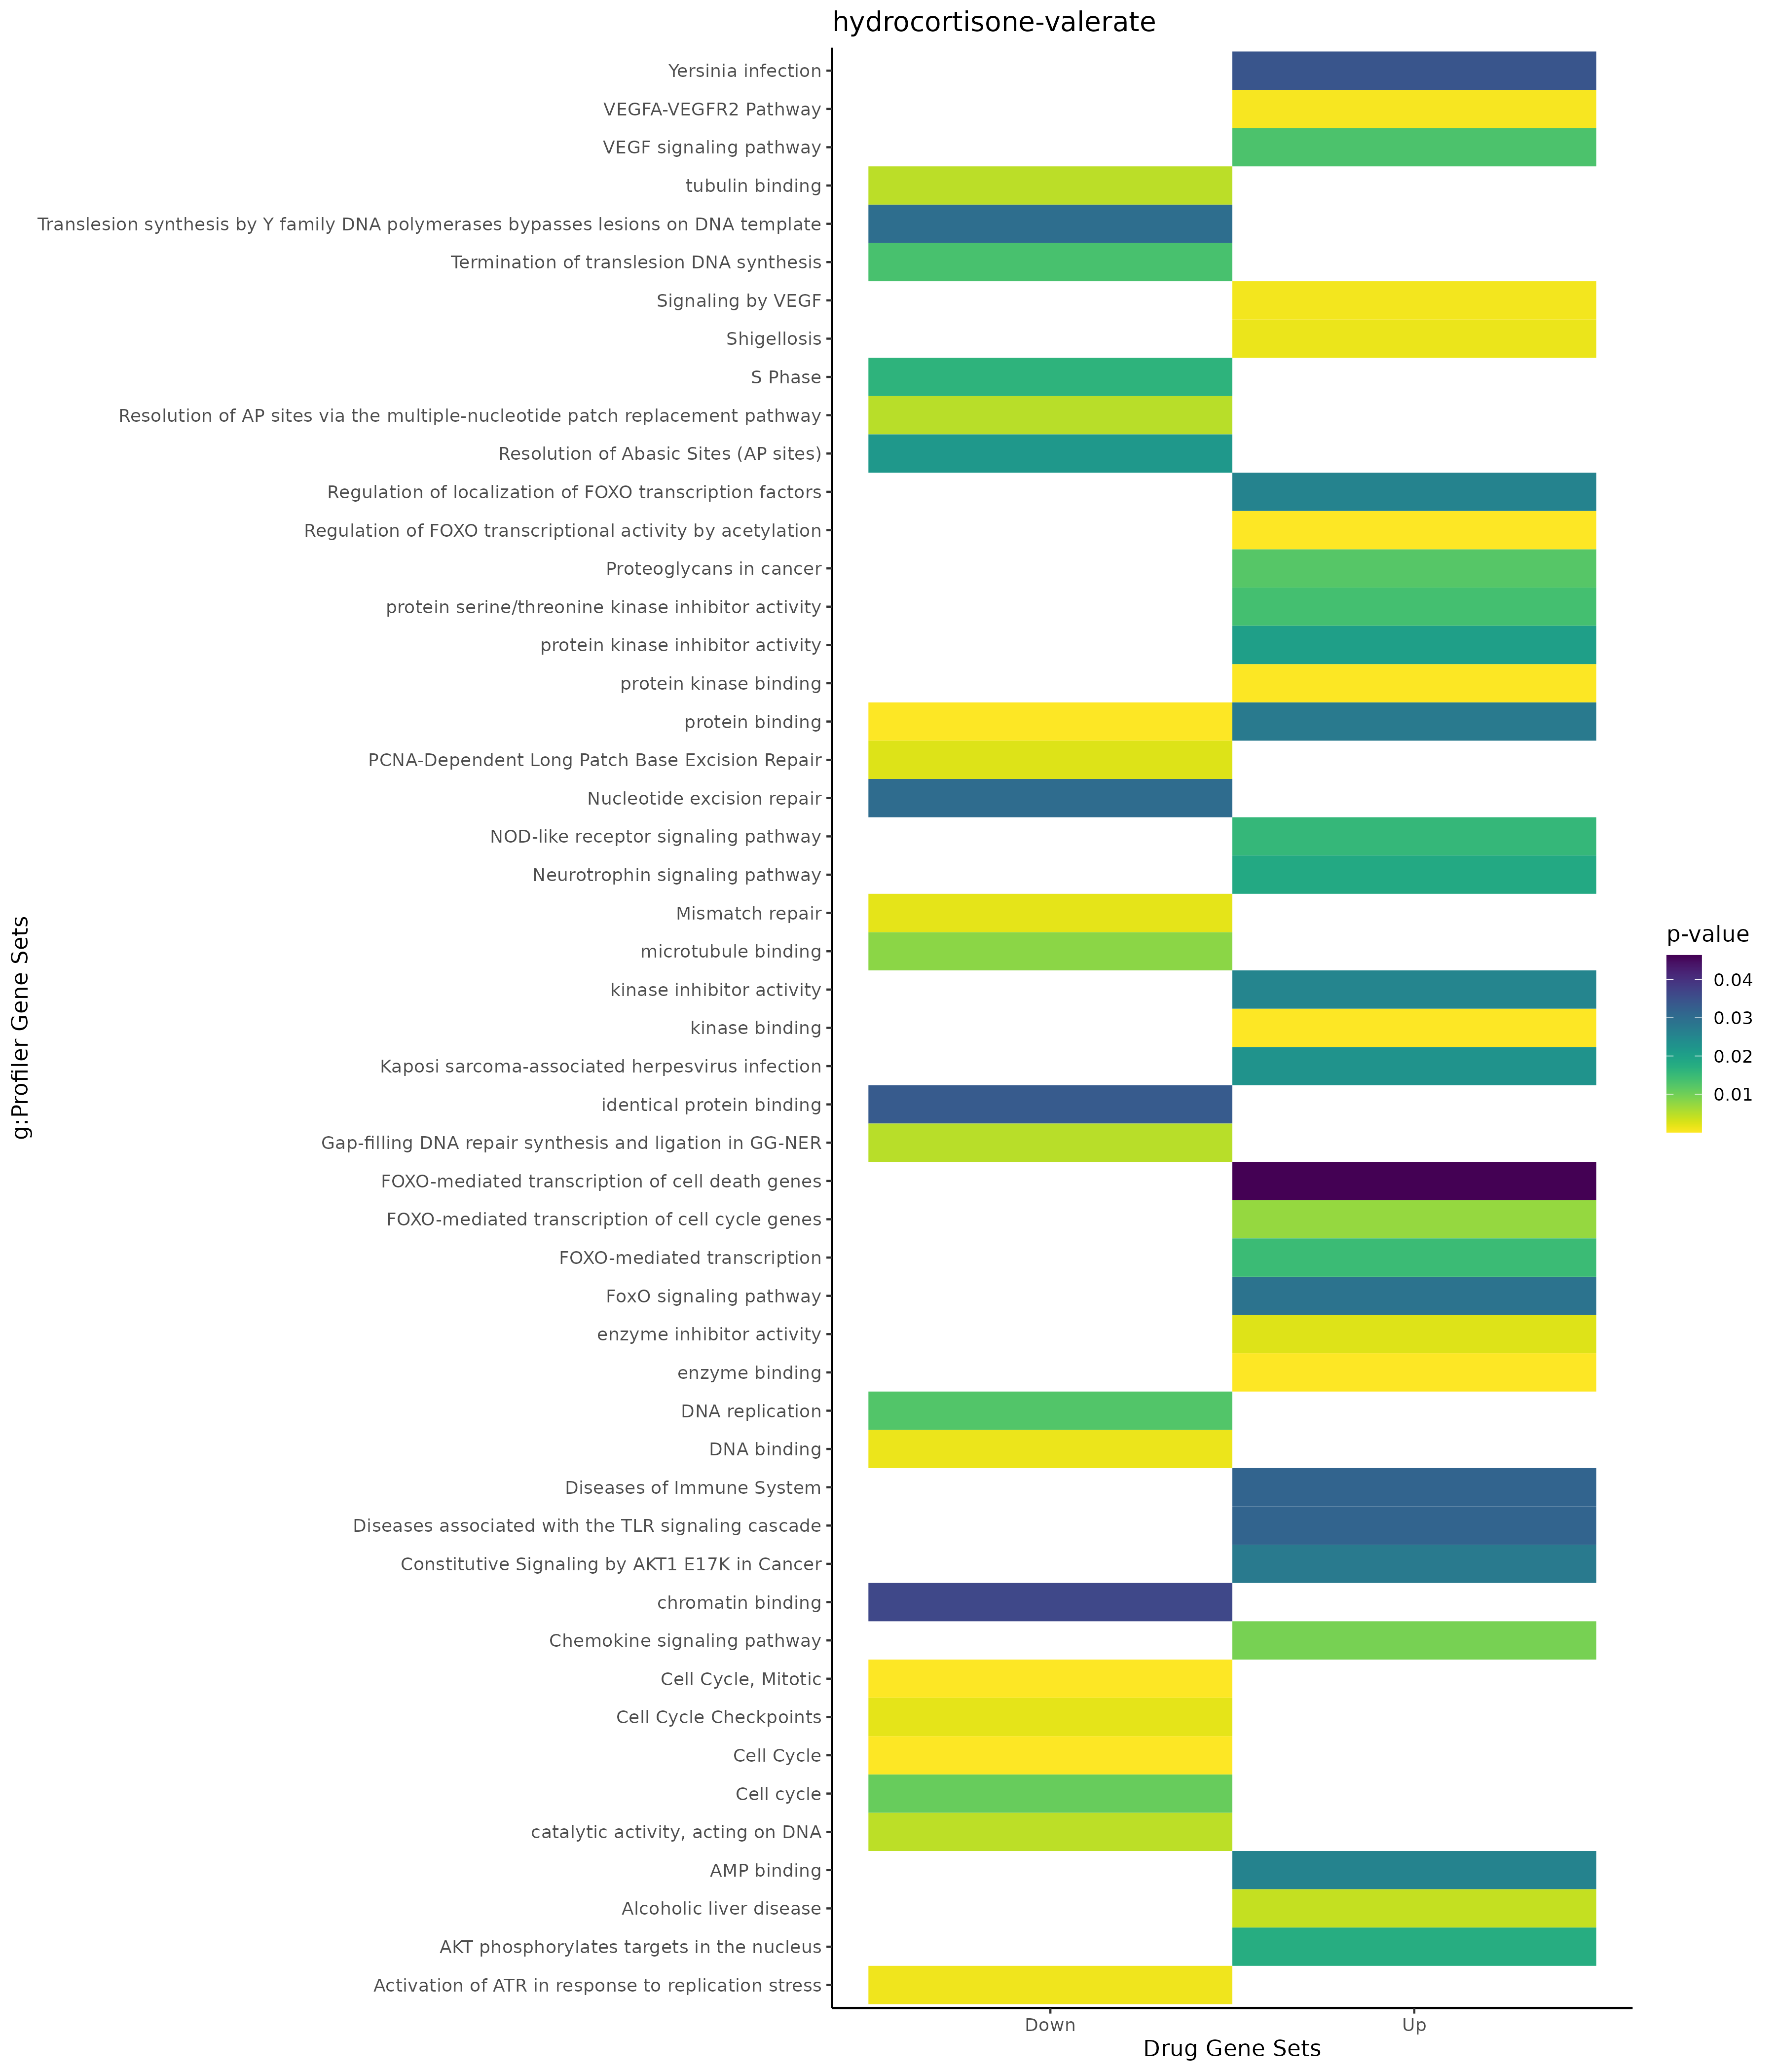 hydrocortisone-valerate
Yersinia infection
VEGFA-VEGFR2 Pathway
VEGF signaling pathway
tubulin binding
Translesion synthesis by Y family DNA polymerases bypasses lesions on DNA template
Termination of translesion DNA synthesis
Signaling by VEGF
Shigellosis
S Phase
Resolution of AP sites via the multiple-nucleotide patch replacement pathway
Resolution of Abasic Sites (AP sites)
Regulation of localization of FOXO transcription factors
Regulation of FOXO transcriptional activity by acetylation
Proteoglycans in cancer
protein serine/threonine kinase inhibitor activity
protein kinase inhibitor activity
protein kinase binding
protein binding
PCNA-Dependent Long Patch Base Excision Repair
Nucleotide excision repair
NOD-like receptor signaling pathway
Neurotrophin signaling pathway
Mismatch repair
microtubule binding
kinase inhibitor activity
kinase binding
Kaposi sarcoma-associated herpesvirus infection
identical protein binding
Gap-filling DNA repair synthesis and ligation in GG-NER
FOXO-mediated transcription of cell death genes
FOXO-mediated transcription of cell cycle genes
FOXO-mediated transcription
FoxO signaling pathway
enzyme inhibitor activity
enzyme binding
DNA replication
DNA binding
Diseases of Immune System
Diseases associated with the TLR signaling cascade
Constitutive Signaling by AKT1 E17K in Cancer
chromatin binding
Chemokine signaling pathway
Cell Cycle, Mitotic
Cell Cycle Checkpoints
Cell Cycle
Cell cycle
catalytic activity, acting on DNA
AMP binding
Alcoholic liver disease
AKT phosphorylates targets in the nucleus
Activation of ATR in response to replication stress
g:Profiler Gene Sets
Down
Up
Drug Gene Sets
p-value
0.04
0.03
0.02
0.01